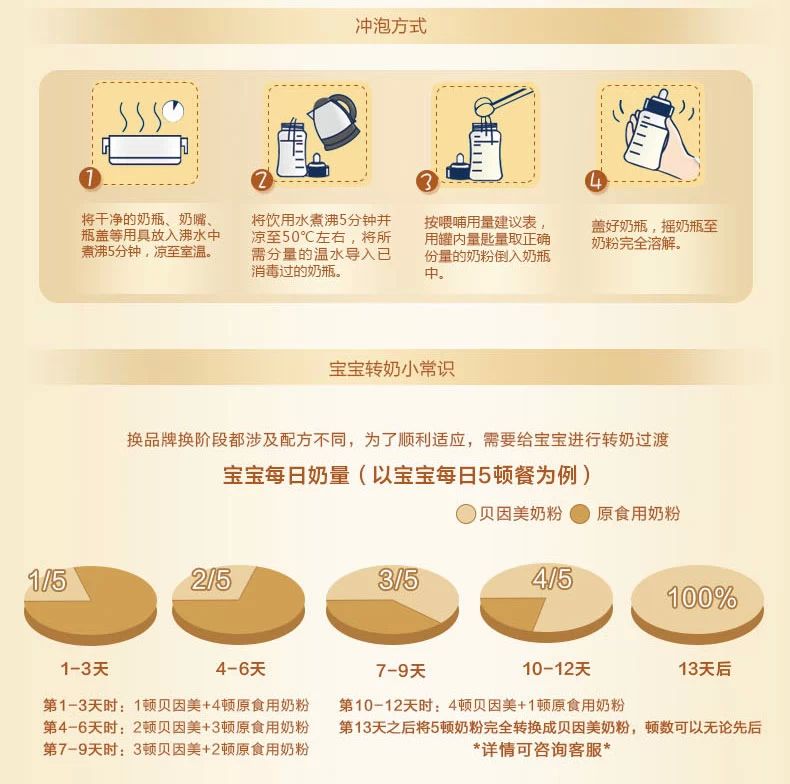 冲泡方式
1
将干净的奶瓶、奶嘴、
瓶盖等用具放入沸水中
煮沸5分钟，凉至室温。
2
将饮用水煮沸5分钟并
凉至50℃左右，将所
需分量的温水导入已
消毒过的奶瓶。
3
按喂哺用量建议表，
用罐内量匙量取正确
份量的奶粉倒入奶瓶
中。
4
盖好奶瓶，摇奶瓶至
奶粉完全溶解。
宝宝转奶小常识
换品牌换阶段都涉及配方不同，为了顺利适应，需要给宝宝进行转奶过渡
宝宝每日奶量（以宝宝每日5顿餐为例）
贝因美奶粉 原食用奶粉
1/5 2/5 3/5 4/5 100%
1-3天 4-6天 7-9天 10-12天 13天后
第1-3天时：1顿贝因美+4顿原食用奶粉
第4-6天时：2顿贝因美+3顿原食用奶粉
第7-9天时：3顿贝因美+2顿原食用奶粉
第10-12天时：4顿贝因美+1顿原食用奶粉
第13天之后将5顿奶粉完全转换成贝因美奶粉，顿数可以无论先后
*详情可咨询客服*